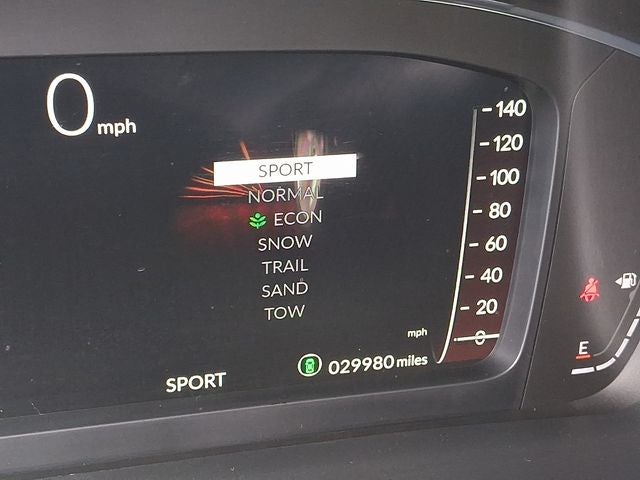 0 mph
SPORT
NORMAL
ECON
SNOW
TRAIL
SAND
TOW
SPORT
029980 miles
mph
140
120
100
80
60
40
20
0
E